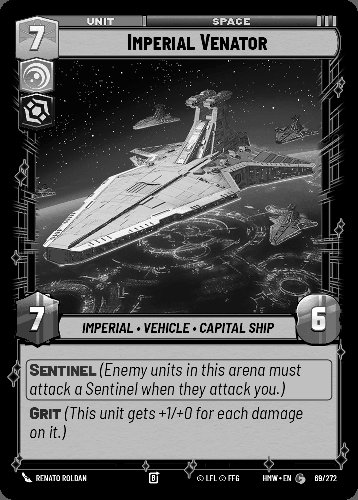 UNIT
SPACE
7
IMPERIAL VENATOR
7
6
IMPERIAL • VEHICLE • CAPITAL SHIP
SENTINEL (Enemy units in this arena must
attack a Sentinel when they attack you.)
GRIT (This unit gets +1/+0 for each damage
on it.)
RENATO ROLDAN
© LFL © FFG
HMW • EN
69/272